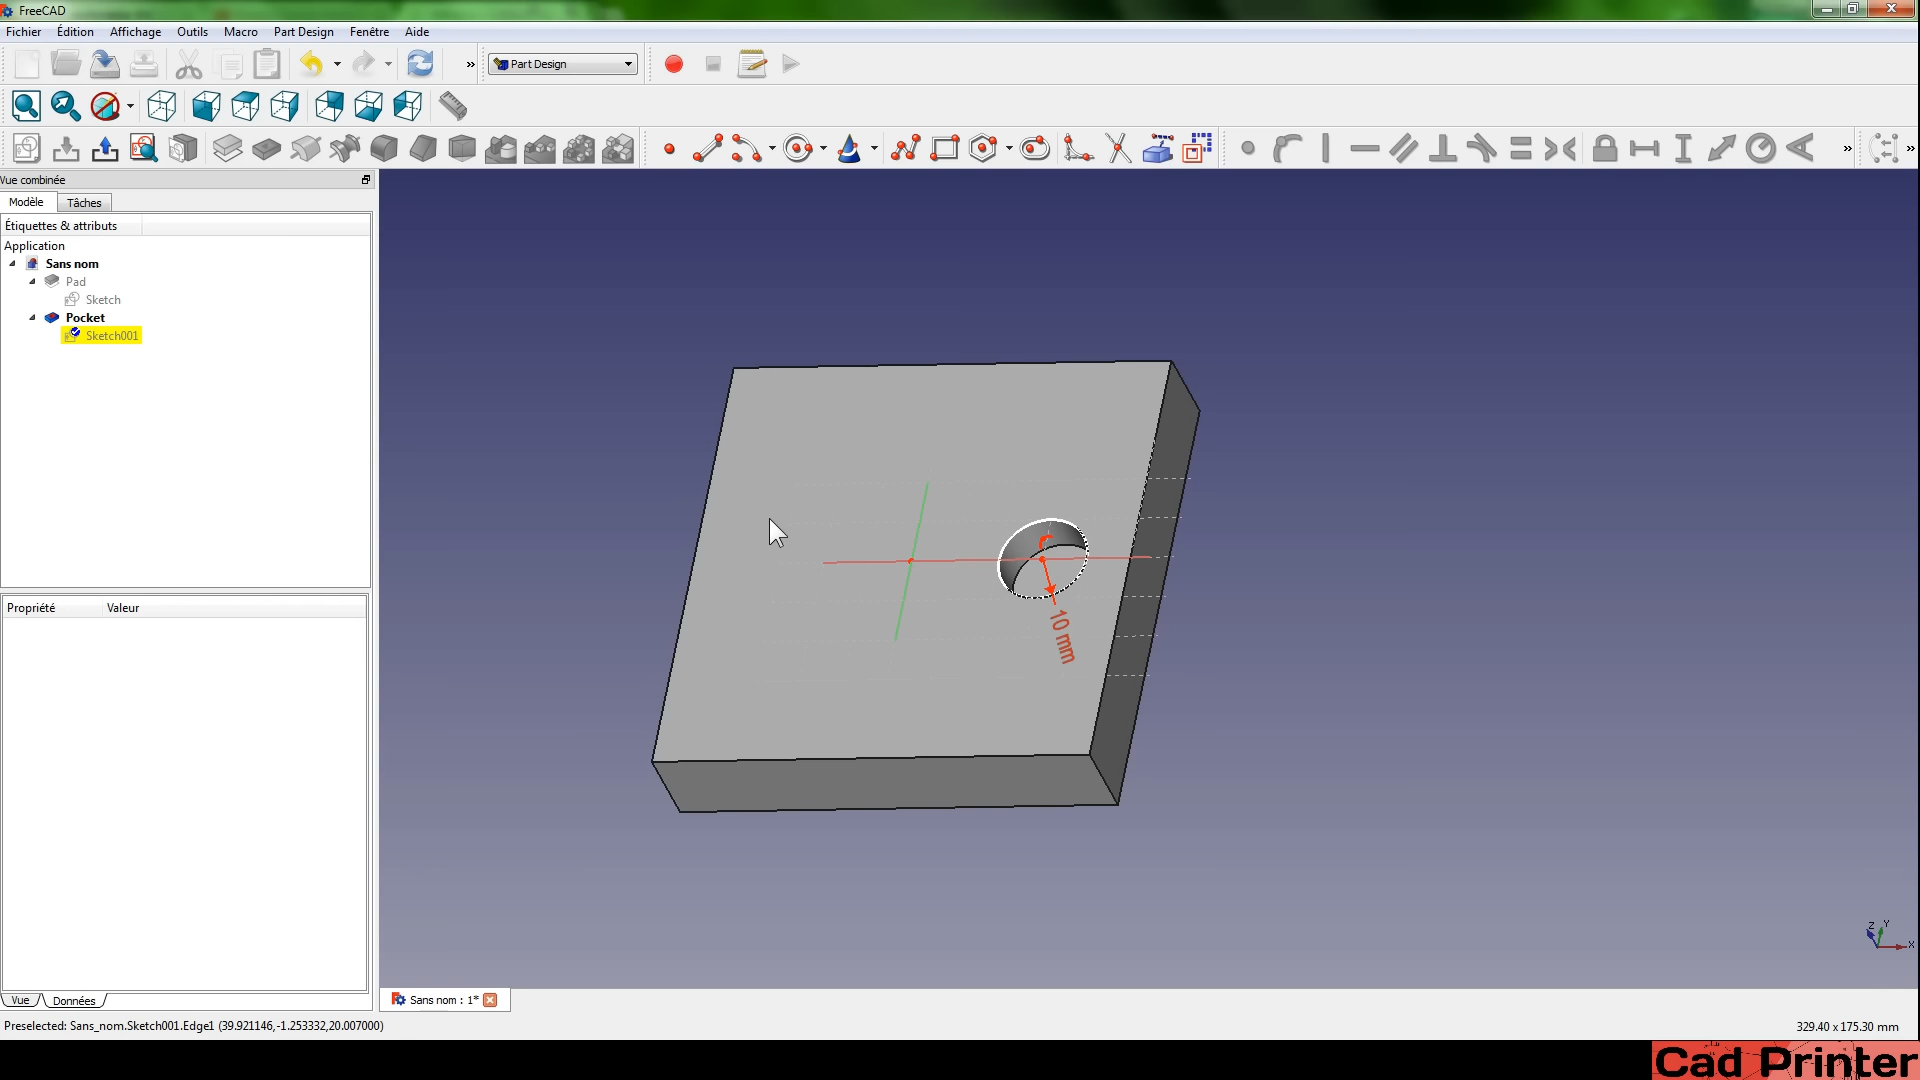 FreeCAD
Fichier Édition Affichage Outils Macro Part Design Fenêtre Aide
» Part Design
» »
Vue combinée
Modèle Tâches
Étiquettes & attributs
Application
Sans nom
Pad
Sketch
Pocket
Sketch001
10 mm
Propriété Valeur
Z Y X
Vue Données
Sans nom : 1*
Preselected: Sans_nom.Sketch001.Edge1 (39.921146,-1.253332,20.007000)
329.40 x 175.30 mm
Cad Printer